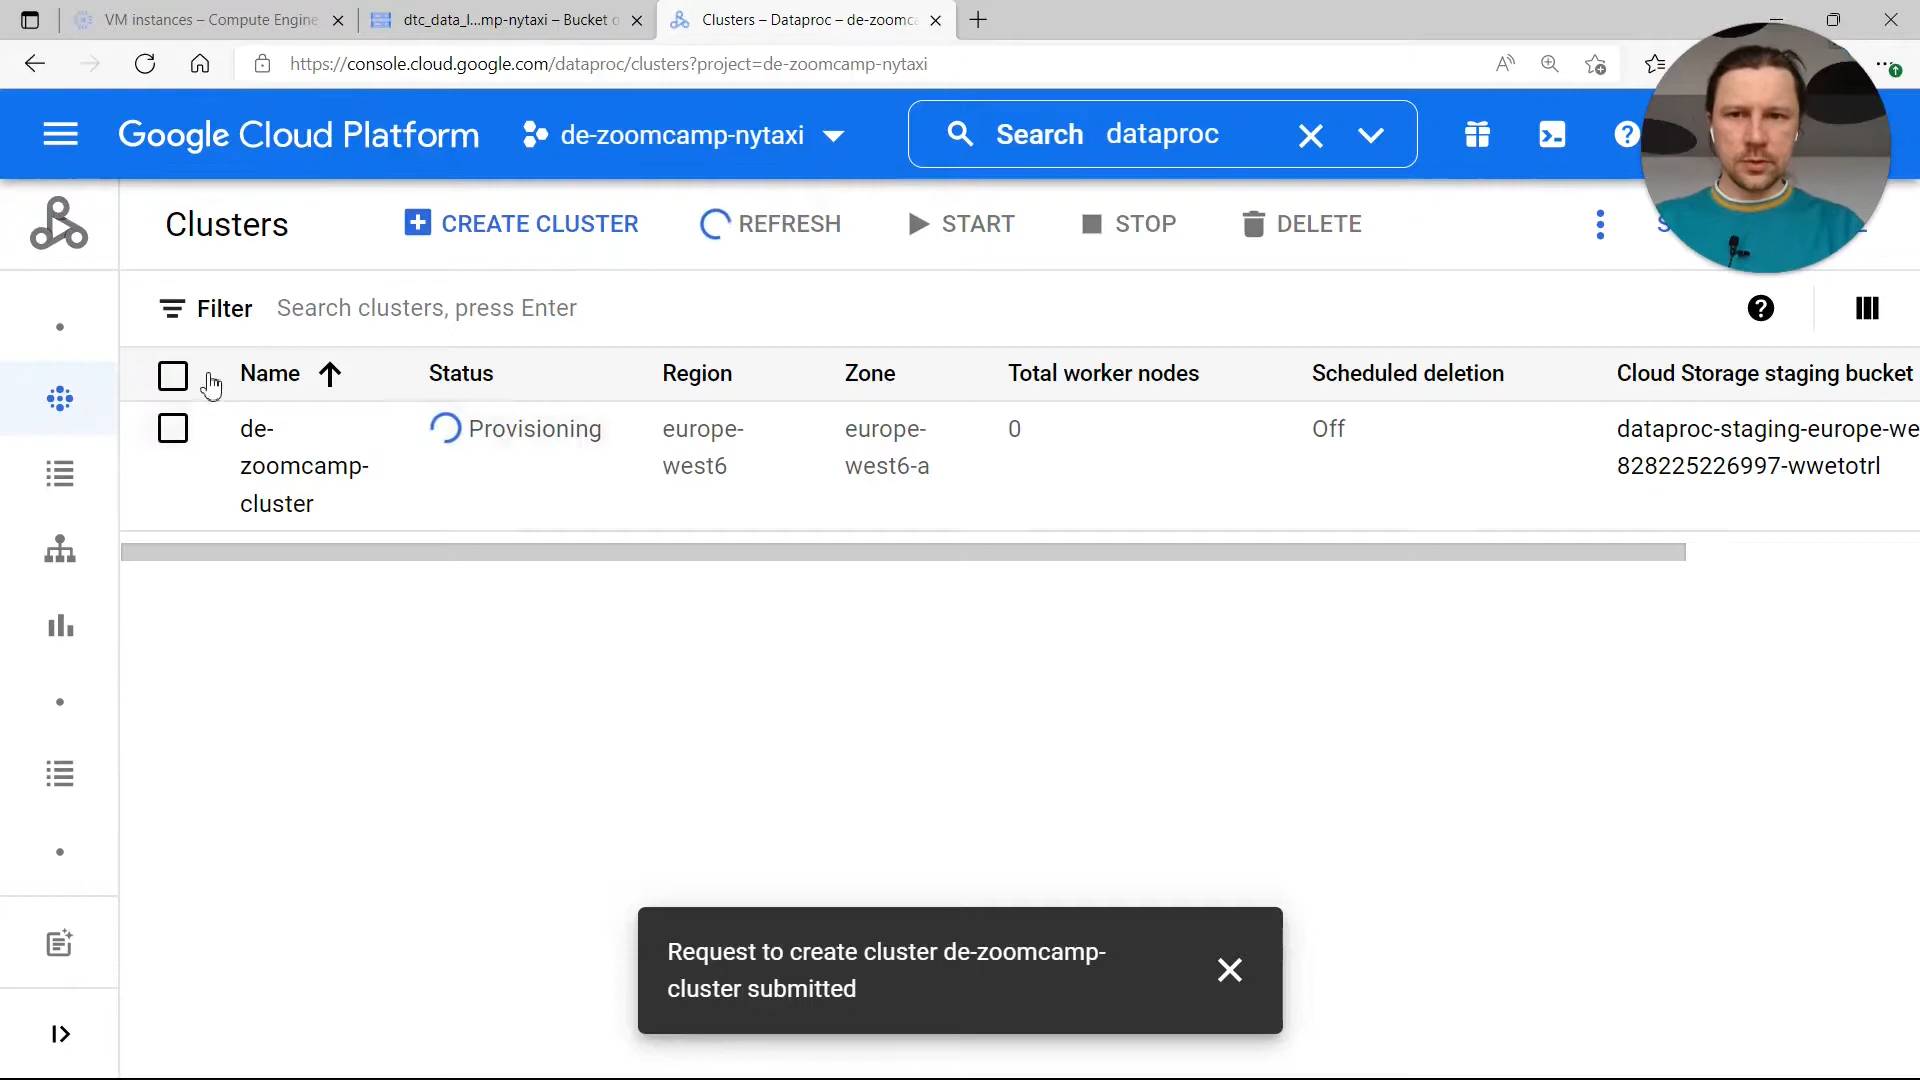 VM instances – Compute Engine
dtc_data_l...mp-nytaxi – Bucket
Clusters – Dataproc – de-zoomca
https://console.cloud.google.com/dataproc/clusters?project=de-zoomcamp-nytaxi
Google Cloud Platform
de-zoomcamp-nytaxi
Search dataproc
Clusters
CREATE CLUSTER
REFRESH
START
STOP
DELETE
Filter Search clusters, press Enter
Name Status Region Zone Total worker nodes Scheduled deletion Cloud Storage staging bucket
de- Provisioning europe- europe- 0 Off dataproc-staging-europe-we
zoomcamp- west6 west6-a 828225226997-wwetotrl
cluster
Request to create cluster de-zoomcamp-
cluster submitted